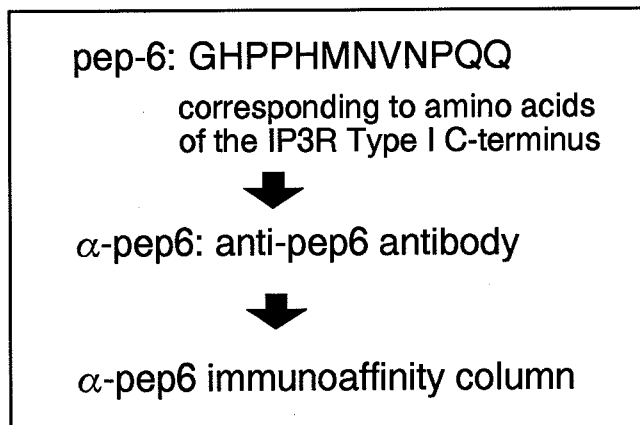 pep-6: GHPPHMNVNPQQ
corresponding to amino acids
of the IP3R Type I C-terminus
α-pep6: anti-pep6 antibody
α-pep6 immunoaffinity column